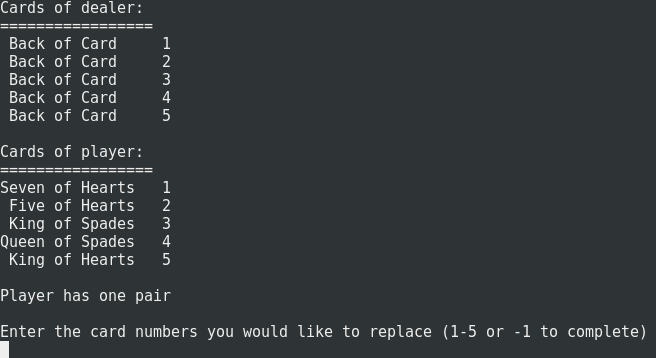 Cards of dealer:
=================
Back of Card 1
Back of Card 2
Back of Card 3
Back of Card 4
Back of Card 5
Cards of player:
=================
Seven of Hearts 1
Five of Hearts 2
King of Spades 3
Queen of Spades 4
King of Hearts 5
Player has one pair
Enter the card numbers you would like to replace (1-5 or -1 to complete)